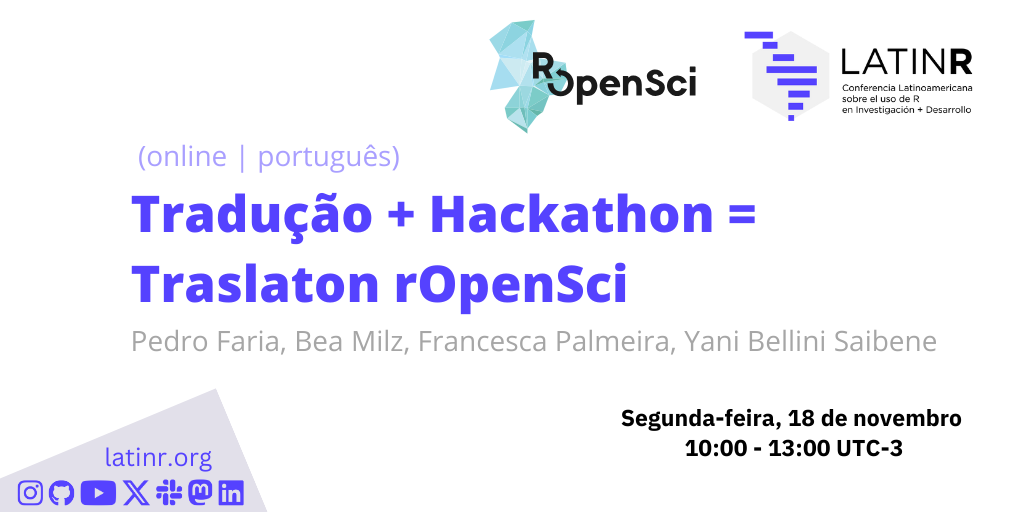 ROpenSci
LATINR
Conferencia Latinoamericana
sobre el uso de R
en Investigación + Desarrollo
(online | português)
Tradução + Hackathon =
Traslaton rOpenSci
Pedro Faria, Bea Milz, Francesca Palmeira, Yani Bellini Saibene
Segunda-feira, 18 de novembro
10:00 - 13:00 UTC-3
latinr.org